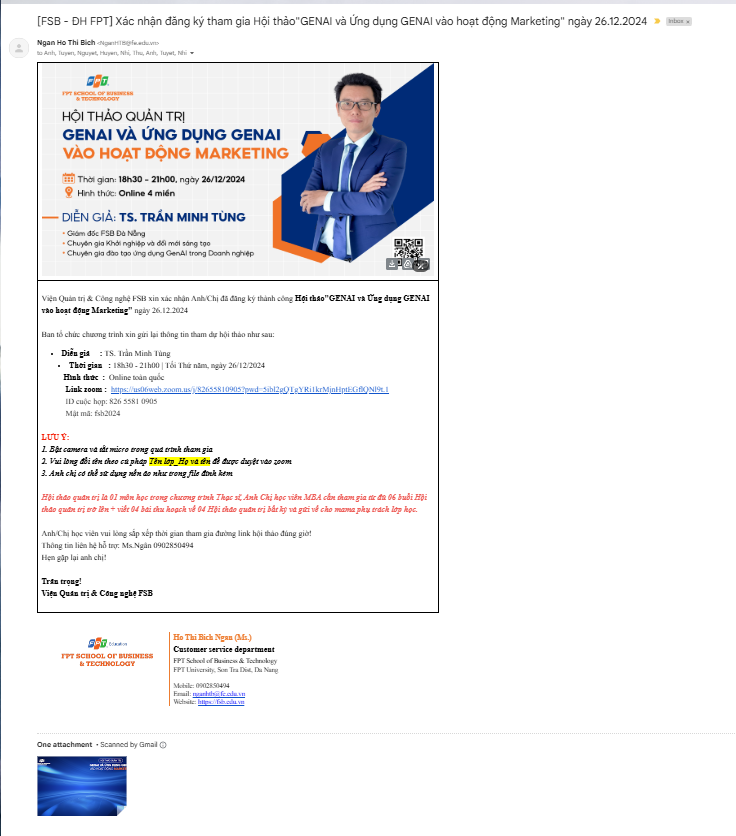 [FSB - ĐH FPT] Xác nhận đăng ký tham gia Hội thảo"GENAI và Ứng dụng GENAI vào hoạt động Marketing" ngày 26.12.2024
Inbox x
Ngan Ho Thi Bich <NganHTB@fe.edu.vn>
to Anh, Tuyen, Nguyet, Huyen, Nhi, Thu, Anh, Tuyet, Nhi
FPT
FPT SCHOOL OF BUSINESS
& TECHNOLOGY
HỘI THẢO QUẢN TRỊ
GENAI VÀ ỨNG DỤNG GENAI
VÀO HOẠT ĐỘNG MARKETING
Thời gian: 18h30 - 21h00, ngày 26/12/2024
Hình thức: Online 4 miền
DIỄN GIẢ: TS. TRẦN MINH TÙNG
• Giám đốc FSB Đà Nẵng
• Chuyên gia Khởi nghiệp và đổi mới sáng tạo
• Chuyên gia đào tạo ứng dụng GenAI trong Doanh nghiệp
Viện Quản trị & Công nghệ FSB xin xác nhận Anh/Chị đã đăng ký thành công Hội thảo"GENAI và Ứng dụng GENAI
vào hoạt động Marketing" ngày 26.12.2024
Ban tổ chức chương trình xin gửi lại thông tin tham dự hội thảo như sau:
• Diễn giả : TS. Trần Minh Tùng
• Thời gian : 18h30 - 21h00 | Tối Thứ năm, ngày 26/12/2024
Hình thức : Online toàn quốc
Link zoom : https://us06web.zoom.us/j/82655810905?pwd=5ibl2gQTgYRi1krMjnHptEGflQNl9t.1
ID cuộc họp: 826 5581 0905
Mật mã: fsb2024
LƯU Ý:
1. Bật camera và tắt micro trong quá trình tham gia
2. Vui lòng đổi tên theo cú pháp Tên lớp_Họ và tên để được duyệt vào zoom
3. Anh chị có thể sử dụng nền ảo như trong file đính kèm
Hội thảo quản trị là 01 môn học trong chương trình Thạc sĩ, Anh Chị học viên MBA cần tham gia từ đủ 06 buổi Hội
thảo quản trị trở lên + viết 04 bài thu hoạch về 04 Hội thảo quản trị bất kỳ và gửi về cho mama phụ trách lớp học.
Anh/Chị học viên vui lòng sắp xếp thời gian tham gia đường link hội thảo đúng giờ!
Thông tin liên hệ hỗ trợ: Ms.Ngân 0902850494
Hẹn gặp lại anh chị!
Trân trọng!
Viện Quản trị & Công nghệ FSB
FPT Education
FPT SCHOOL OF BUSINESS
& TECHNOLOGY
Ho Thi Bich Ngan (Ms.)
Customer service department
FPT School of Business & Technology
FPT University, Son Tra Dist, Da Nang
Mobile: 0902850494
Email: nganhtb@fe.edu.vn
Website: https://fsb.edu.vn
One attachment • Scanned by Gmail